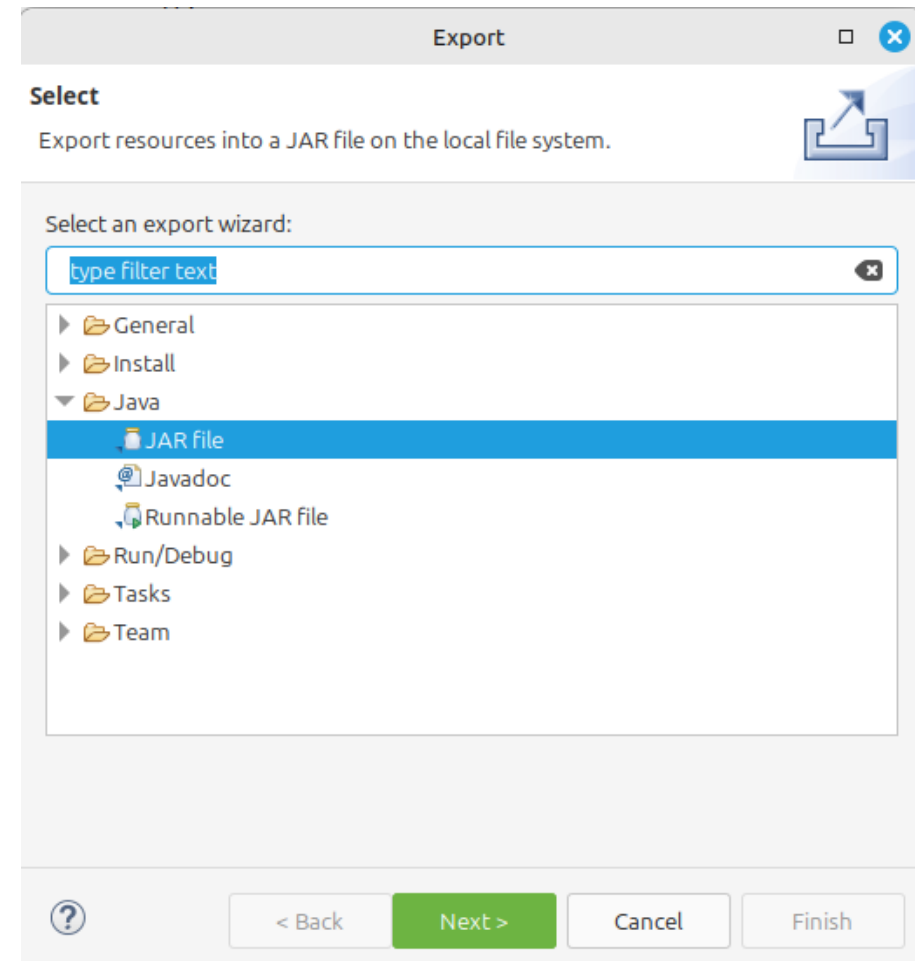 Export
Select
Export resources into a JAR file on the local file system.
Select an export wizard:
type filter text
General
Install
Java
JAR file
Javadoc
Runnable JAR file
Run/Debug
Tasks
Team
?
< Back
Next >
Cancel
Finish